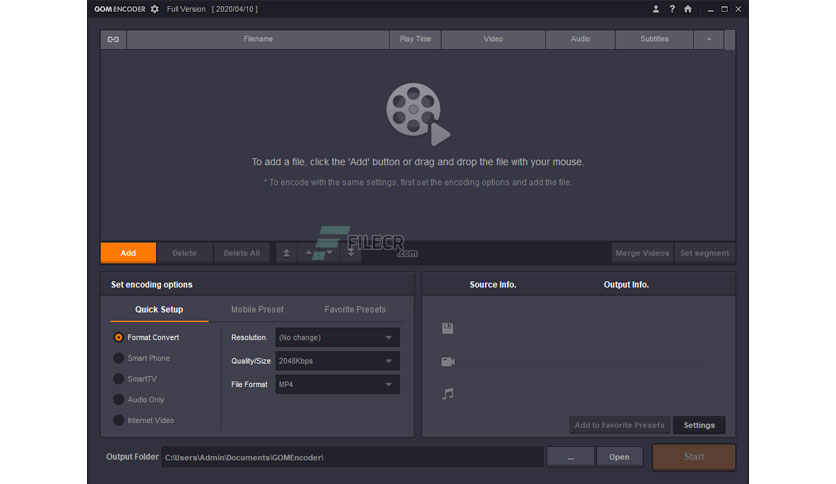 GOM ENCODER Full Version [ 2020/04/10 ] ?
Filename Play Time Video Audio Subtitles +
To add a file, click the 'Add' button or drag and drop the file with your mouse.
* To encode with the same settings, first set the encoding options and add the file.
Add Delete Delete All Merge Videos Set segment
FILECR
.com
Set encoding options
Quick Setup Mobile Preset Favorite Presets
Format Convert
Smart Phone
SmartTV
Audio Only
Internet Video
Resolution (No change)
Quality/Size 2048Kbps
File Format MP4
Source Info. Output Info.
Add to Favorite Presets Settings
Output Folder C:\Users\Admin\Documents\GOMEncoder\ ... Open Start